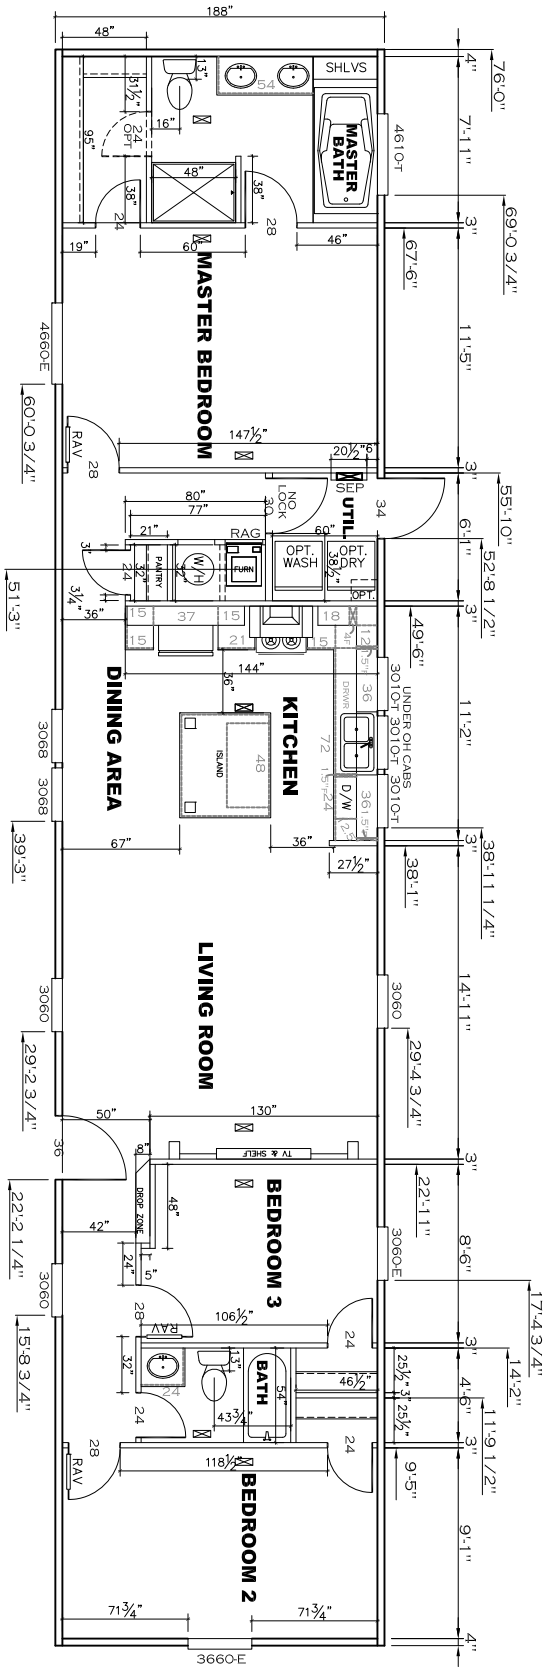 188"
48"
76'-0"
4"
13"
54
SHLVS
31½"
24
OPT
95"
16"
MASTER
BATH
4610-T
7'-11"
48"
38"
38"
24
28
3"
69'-0 3/4"
19"
60"
46"
67'-6"
MASTER BEDROOM
11'-5"
4660-E
60'-0 3/4"
RAV
28
147½"
20½"
6"
3"
55'-10"
SEP
34
NO
LOCK
30
UTIL.
80"
77"
21"
60"
6'-1"
52'-8 1/2"
RAG
3"
24
PANTRY
32"
W/H
32"
FURN
OPT.
WASH
OPT.
DRY
38½"
OPT.
3¼"
36"
51'-3"
3"
49'-6"
15
37
15
18
12
15
21
15
144"
36"
DINING AREA
KITCHEN
ISLAND
48
72
DRWR
36
UNDER OH CABS
3010-T
3010-T
3010-T
11'-2"
D/W
24
36
1.5"F
3068
3068
39'-3"
67"
36"
27½"
3"
38'-11 1/4"
38'-1"
LIVING ROOM
14'-11"
3060
3060
29'-2 3/4"
29'-4 3/4"
50"
130"
36
8"
TV & SHELF
3"
22'-11"
22'-2 1/4"
DROP ZONE
48"
42"
BEDROOM 3
8'-6"
3060-E
3060
24"
5"
28
17'-4 3/4"
15'-8 3/4"
106½"
RAV
24
3"
14'-2"
32"
24
13"
BATH
54"
46½"
25½"
3"
25½"
4'-6"
43¾"
24
11'-9 1/2"
28
118½"
24
3"
9'-5"
RAV
BEDROOM 2
9'-1"
71¾"
71¾"
3660-E
4"